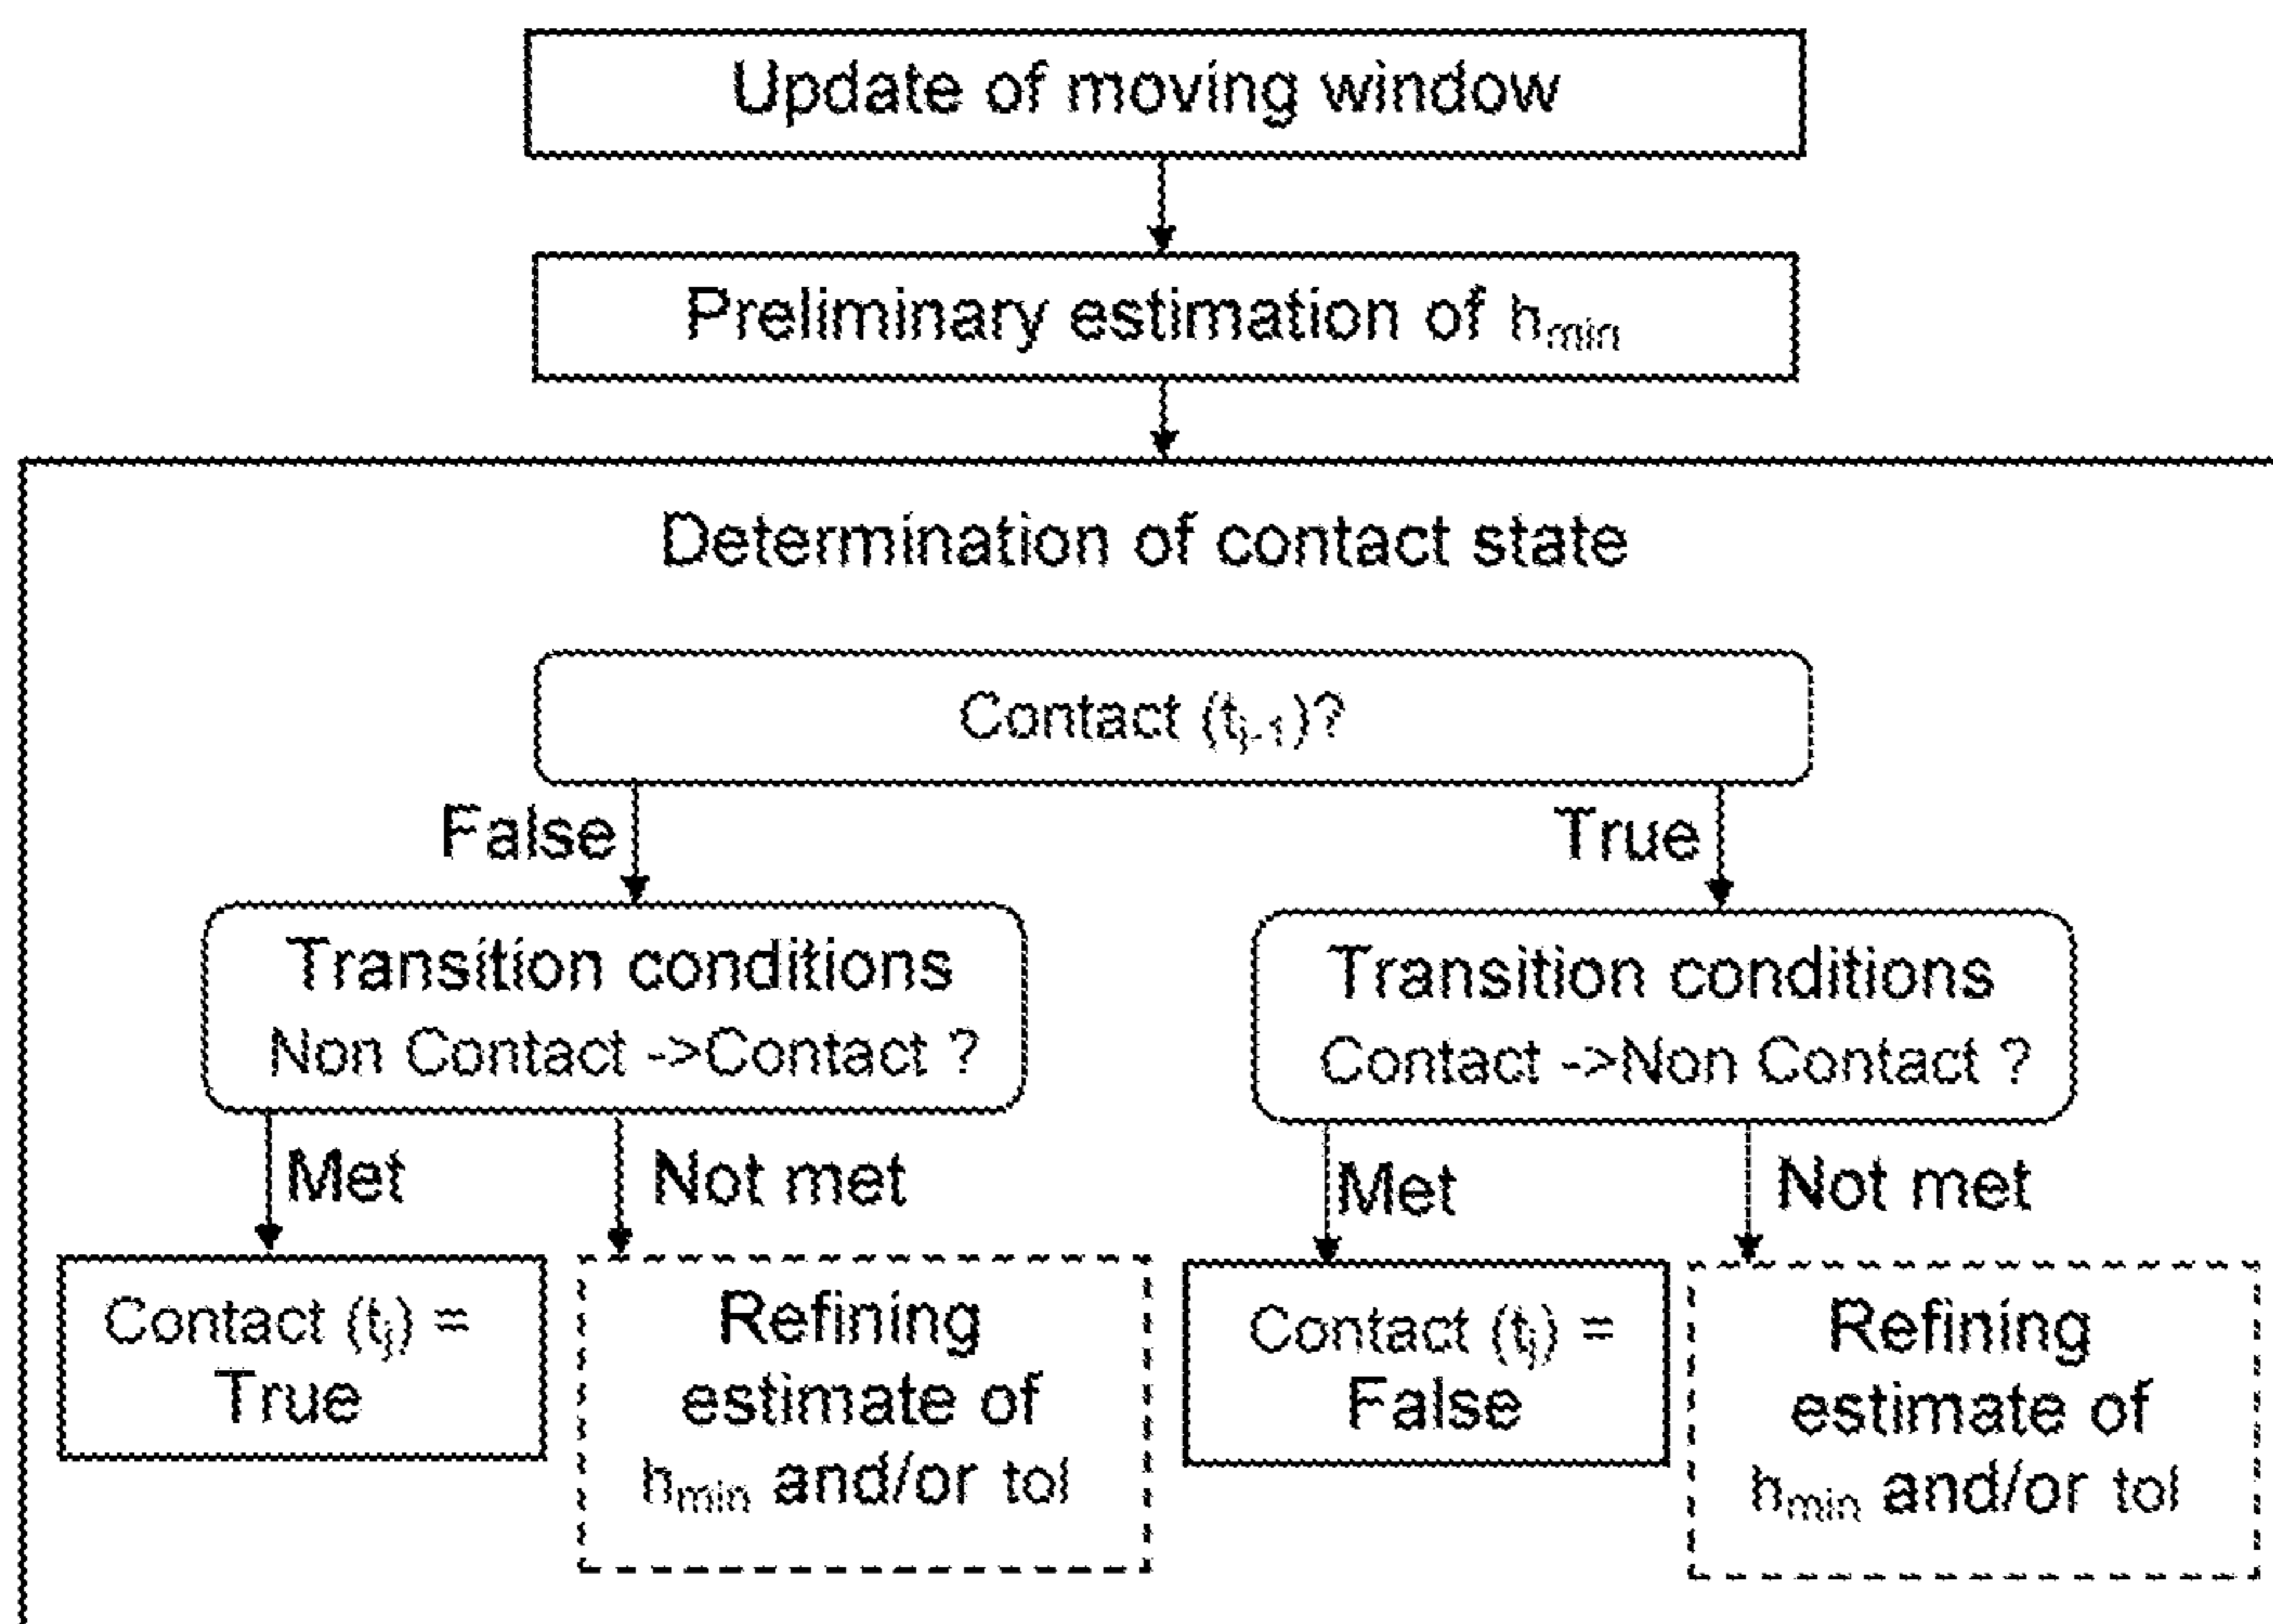 Update of moving window
Preliminary estimation of hmin
Determination of contact state
Contact (tj-1)?
False
True
Transition conditions
Non Contact ->Contact ?
Transition conditions
Contact ->Non Contact ?
Met
Not met
Met
Not met
Contact (tj) =
True
Refining
estimate of
hmin and/or tol
Contact (tj) =
False
Refining
estimate of
hmin and/or tol